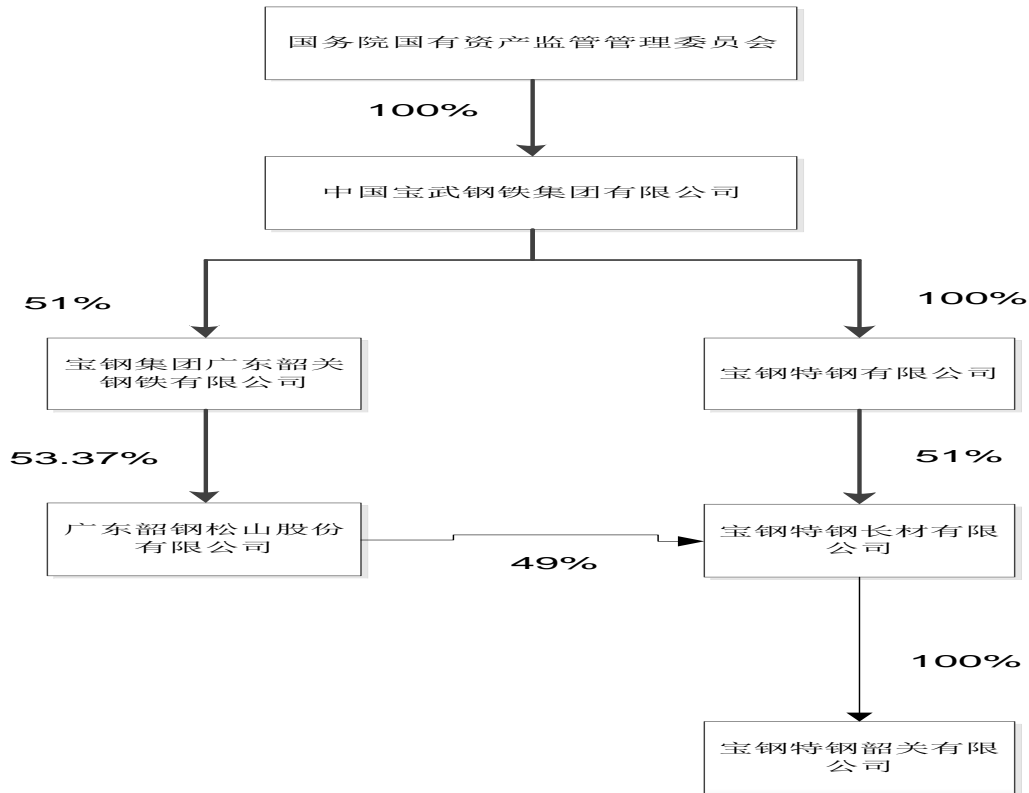 国务院国有资产监管管理委员会
100%
中国宝武钢铁集团有限公司
51%
100%
宝钢集团广东韶关
钢铁有限公司
宝钢特钢有限公司
53.37%
51%
广东韶钢松山股份
有限公司
49%
宝钢特钢长材有限
公司
100%
宝钢特钢韶关有限
公司